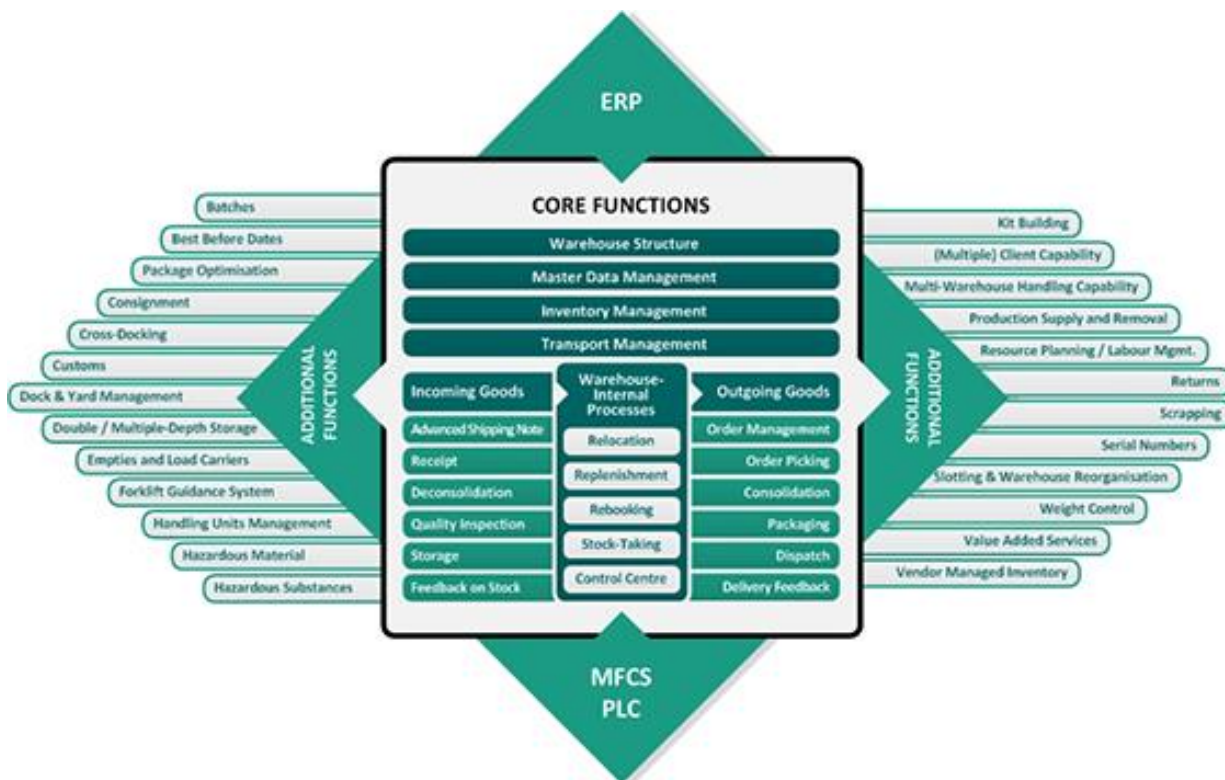 ERP
CORE FUNCTIONS
Warehouse Structure
Master Data Management
Inventory Management
Transport Management
Incoming Goods
Advanced Shipping Note
Receipt
Deconsolidation
Quality Inspection
Storage
Feedback on Stock
Warehouse-
Internal
Processes
Relocation
Replenishment
Rebooking
Stock-Taking
Control Centre
Outgoing Goods
Order Management
Order Picking
Consolidation
Packaging
Dispatch
Delivery Feedback
ADDITIONAL
FUNCTIONS
Batches
Best Before Dates
Package Optimisation
Consignment
Cross-Docking
Customs
Dock & Yard Management
Double / Multiple-Depth Storage
Empties and Load Carriers
Forklift Guidance System
Handling Units Management
Hazardous Material
Hazardous Substances
ADDITIONAL
FUNCTIONS
Kit Building
(Multiple) Client Capability
Multi-Warehouse Handling Capability
Production Supply and Removal
Resource Planning / Labour Mgmt.
Returns
Scrapping
Serial Numbers
Slotting & Warehouse Reorganisation
Weight Control
Value Added Services
Vendor Managed Inventory
MFCS
PLC